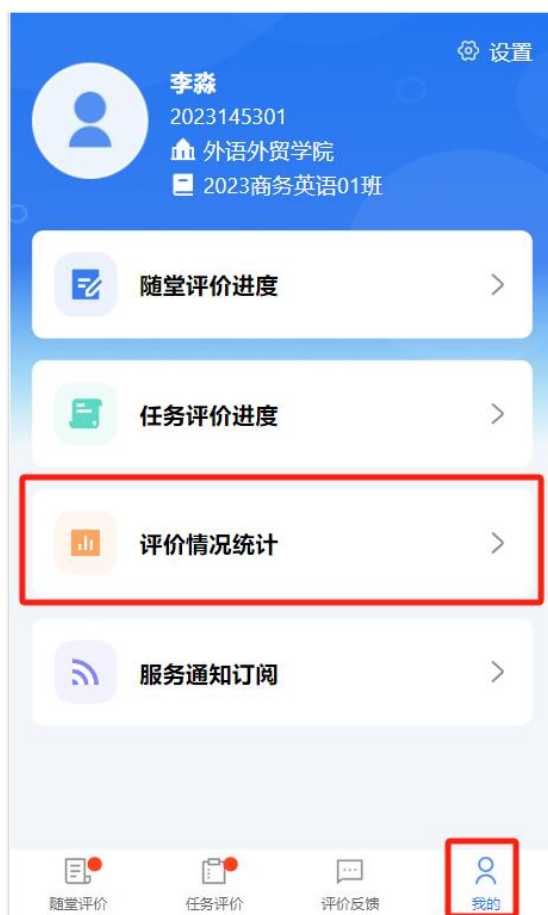 设置
李淼
2023145301
外语外贸学院
2023商务英语01班
随堂评价进度
任务评价进度
评价情况统计
服务通知订阅
随堂评价
任务评价
评价反馈
我的